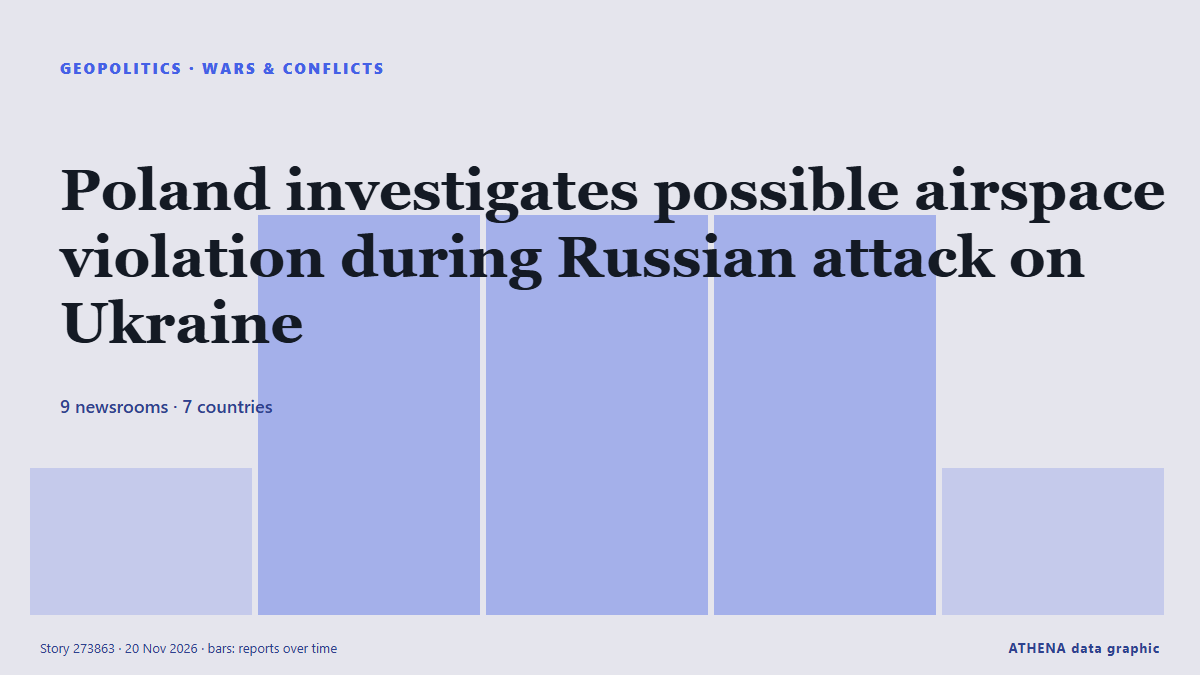 GEOPOLITICS · WARS & CONFLICTS
Poland investigates possible airspace
violation during Russian attack on
Ukraine
9 newsrooms · 7 countries
Story 273863 · 20 Nov 2026 · bars: reports over time
ATHENA data graphic